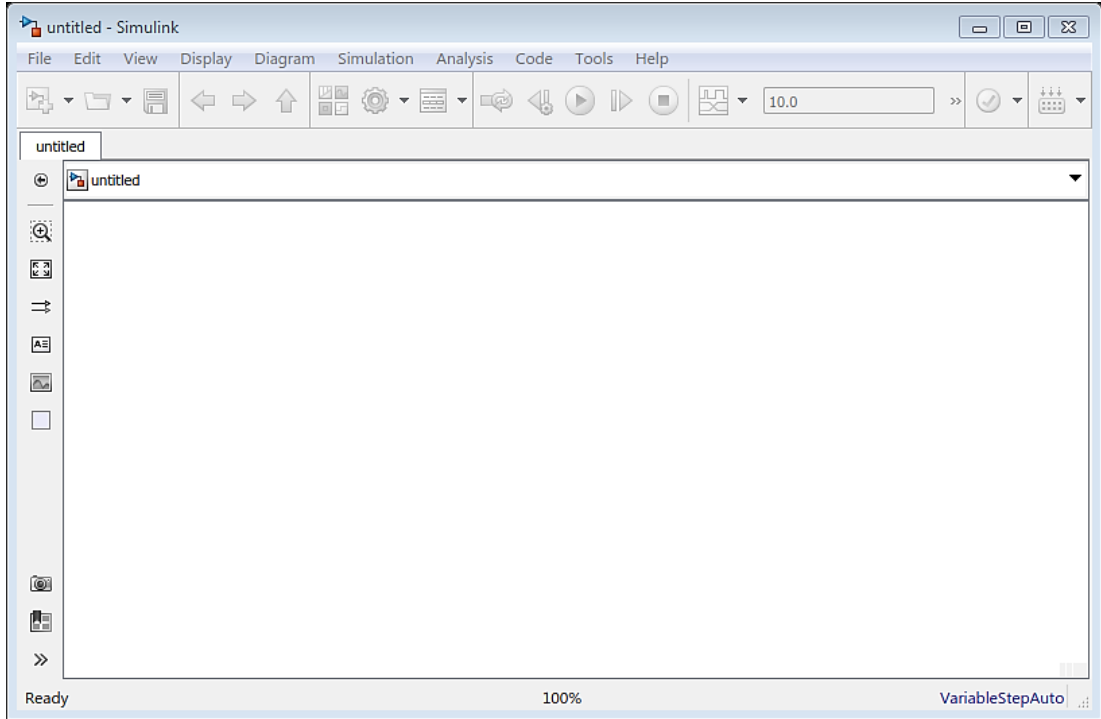 untitled - Simulink
File Edit View Display Diagram Simulation Analysis Code Tools Help
10.0 »
untitled
untitled
Ready 100% VariableStepAuto